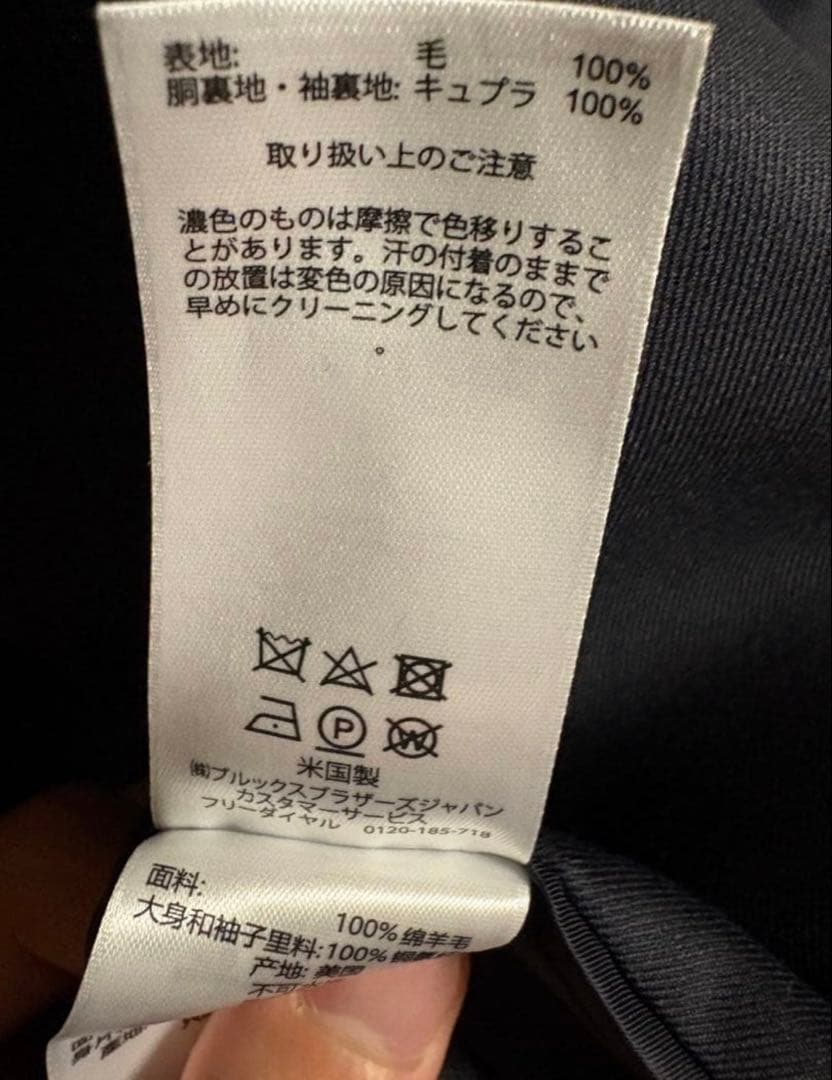 表地: 毛 100%
胴裏地・袖裏地: キュプラ 100%
取り扱い上のご注意
濃色のものは摩擦で色移りするこ
とがあります。汗の付着のままで
の放置は変色の原因になるので、
早めにクリーニングしてください
。
P
W
米国製
㈱ブルックスブラザーズジャパン
カスタマーサービス
フリーダイヤル 0120-185-718
面料:
100% 绵羊毛
大身和袖子里料:100% 铜氨
产地: 美国
不可